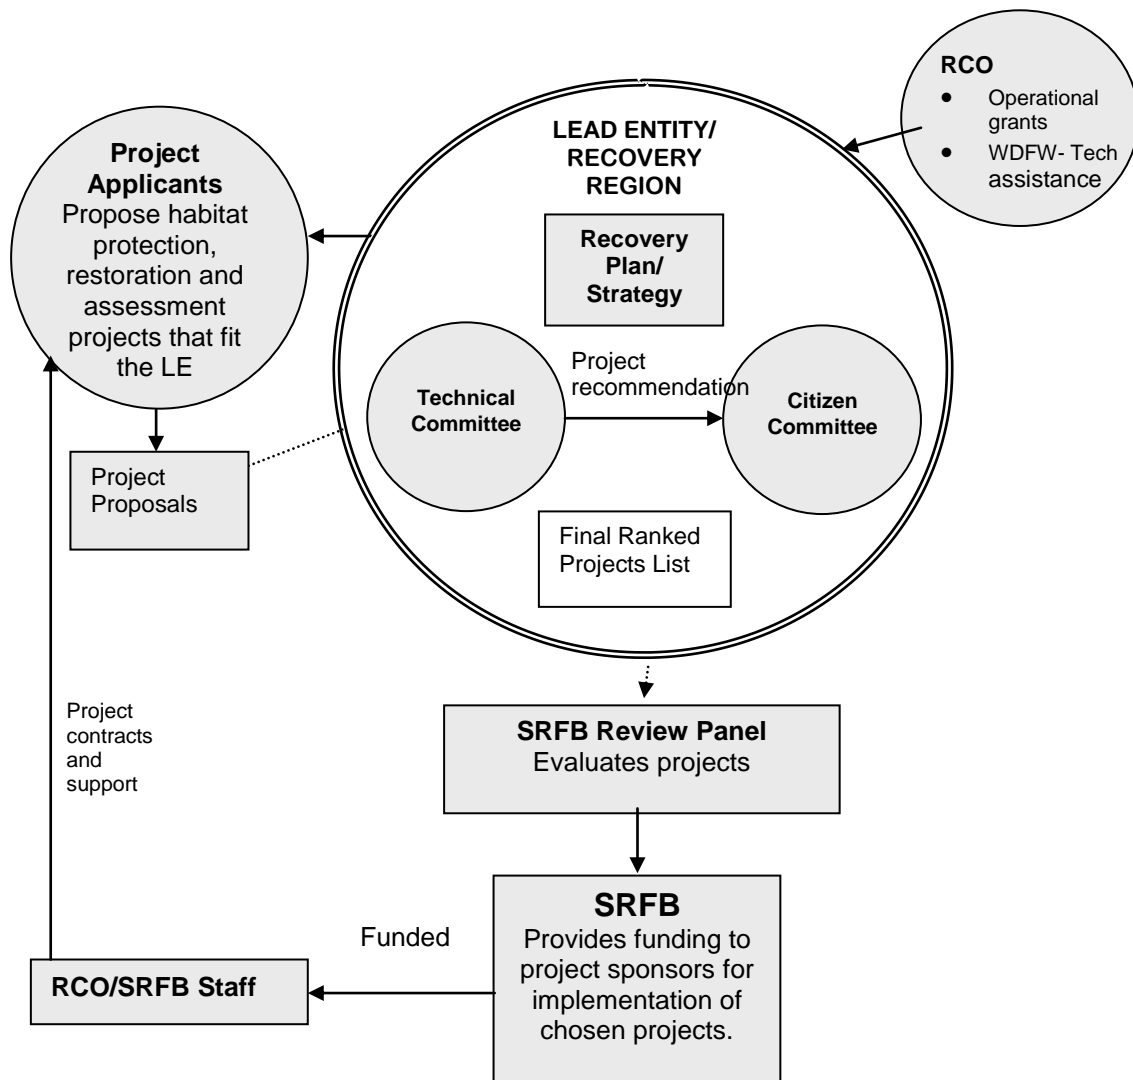 RCO
• Operational
grants
• WDFW- Tech
assistance
LEAD ENTITY/
RECOVERY
REGION
Project
Applicants
Propose habitat
protection,
restoration and
assessment
projects that fit
the LE
Recovery
Plan/
Strategy
Project
recommendation
Technical
Committee
Citizen
Committee
Project
Proposals
Final Ranked
Projects List
Project
contracts
and
support
SRFB Review Panel
Evaluates projects
SRFB
Provides funding to
project sponsors for
implementation of
chosen projects.
Funded
RCO/SRFB Staff